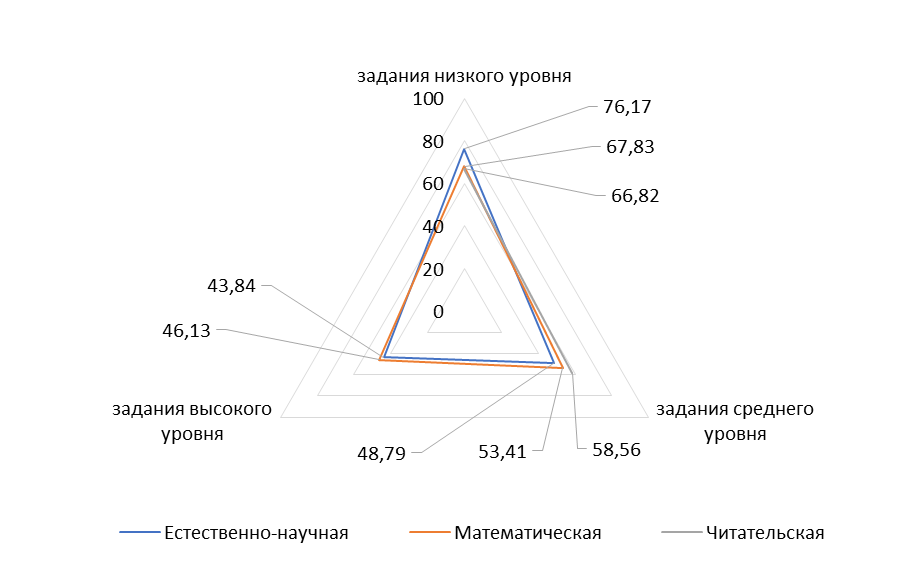 задания низкого уровня
100
76,17
80
67,83
60
66,82
40
20
43,84
0
46,13
задания высокого
уровня
задания среднего
уровня
48,79
53,41
58,56
Естественно-научная
Математическая
Читательская